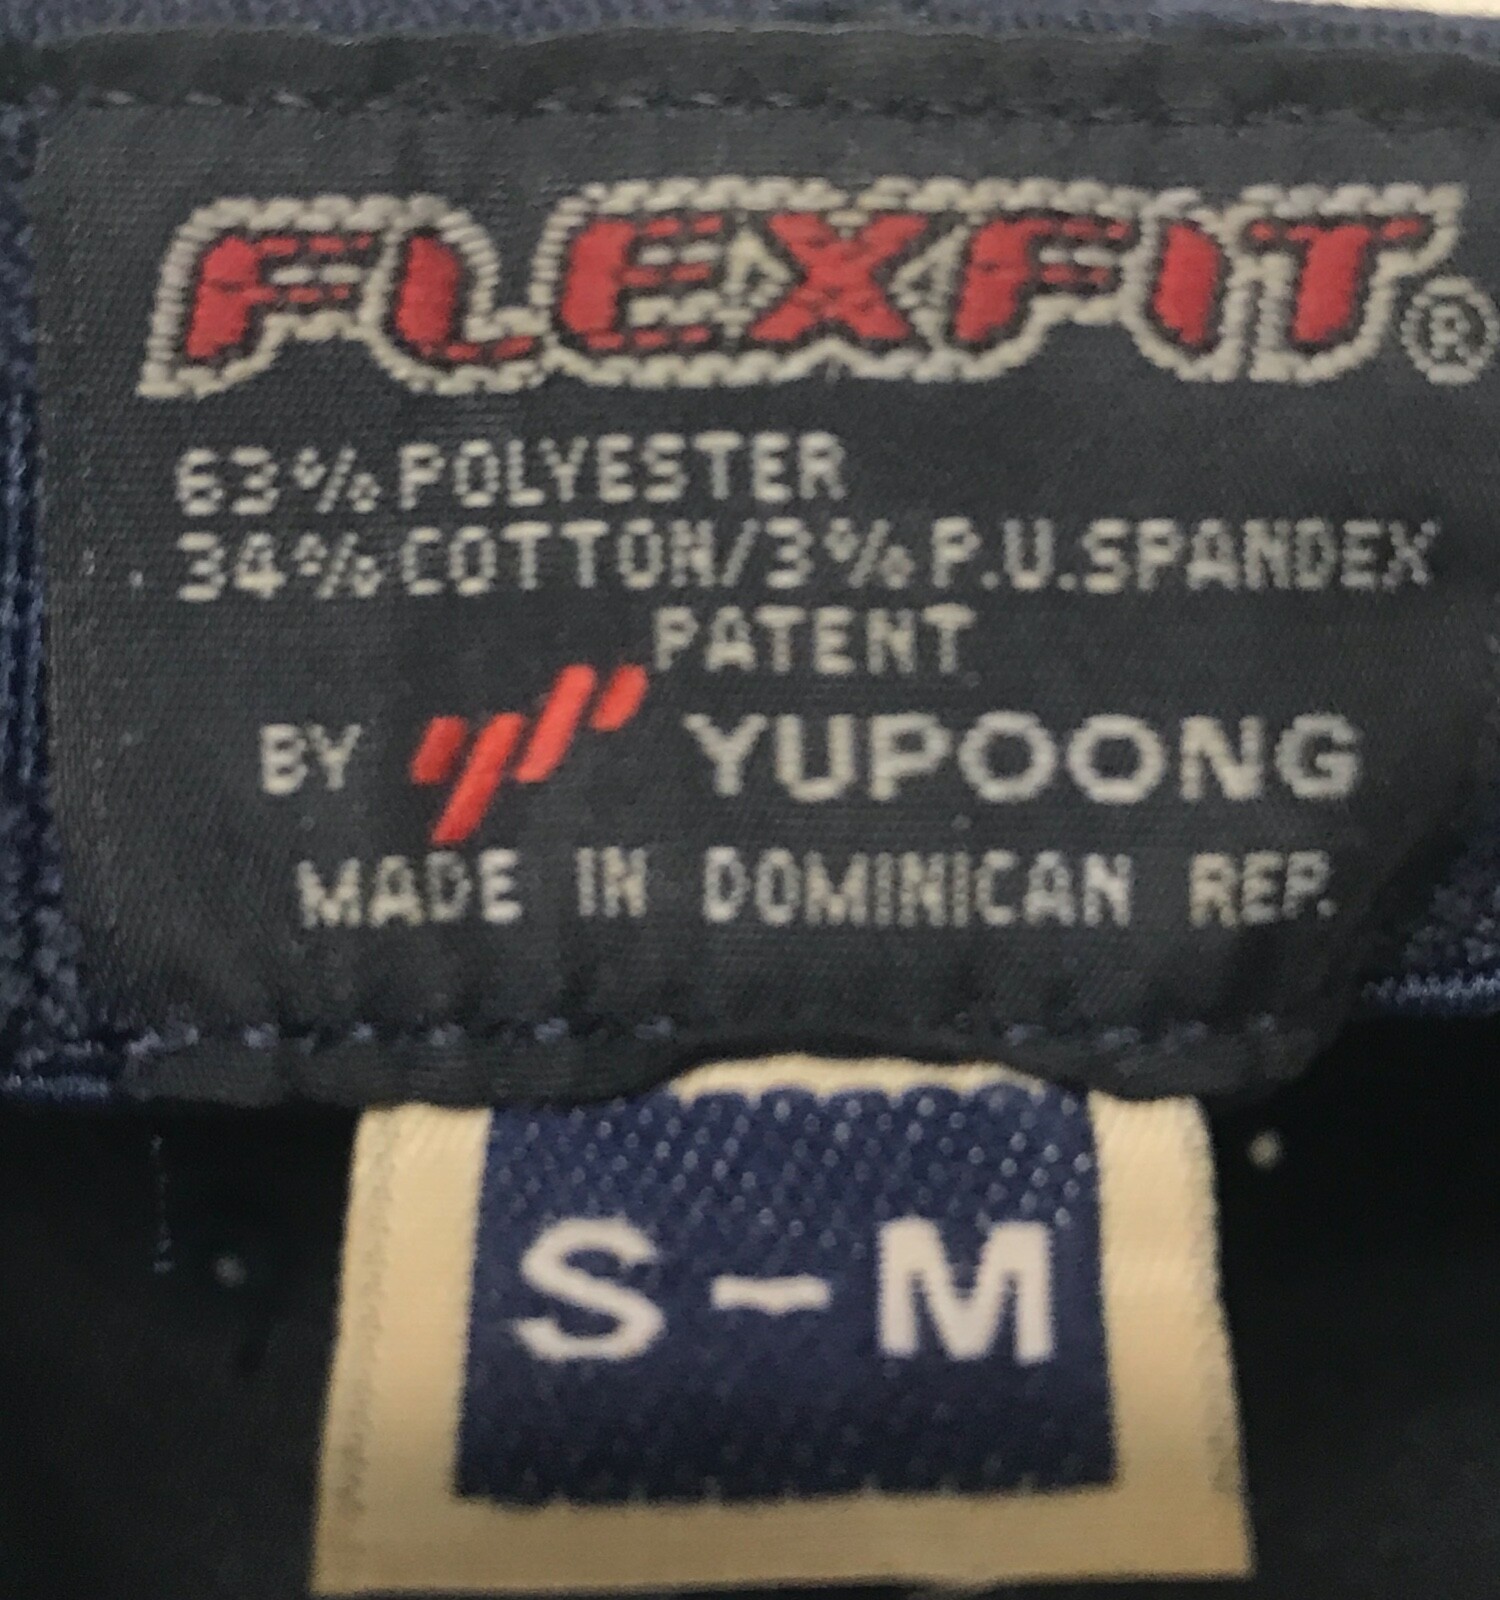 FLEXFIT®
63% POLYESTER
34% COTTON/3% P.U.SPANDEX
PATENT
BY YUPOONG
MADE IN DOMINICAN REP.
S-M